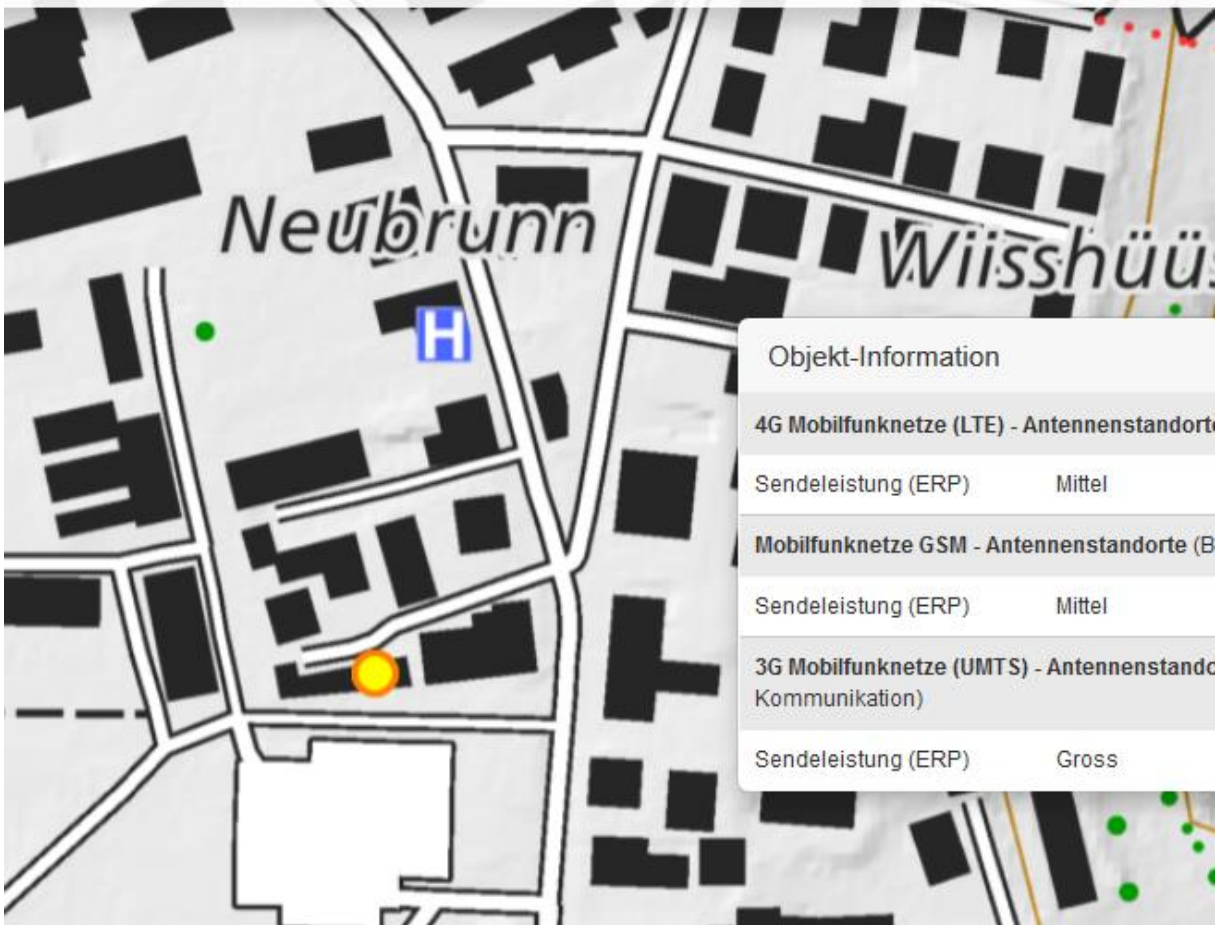 Neubrunn
Wiisshüüs
H
Objekt-Information
4G Mobilfunknetze (LTE) - Antennenstandorte
Sendeleistung (ERP) Mittel
Mobilfunknetze GSM - Antennenstandorte (B
Sendeleistung (ERP) Mittel
3G Mobilfunknetze (UMTS) - Antennenstando
Kommunikation)
Sendeleistung (ERP) Gross